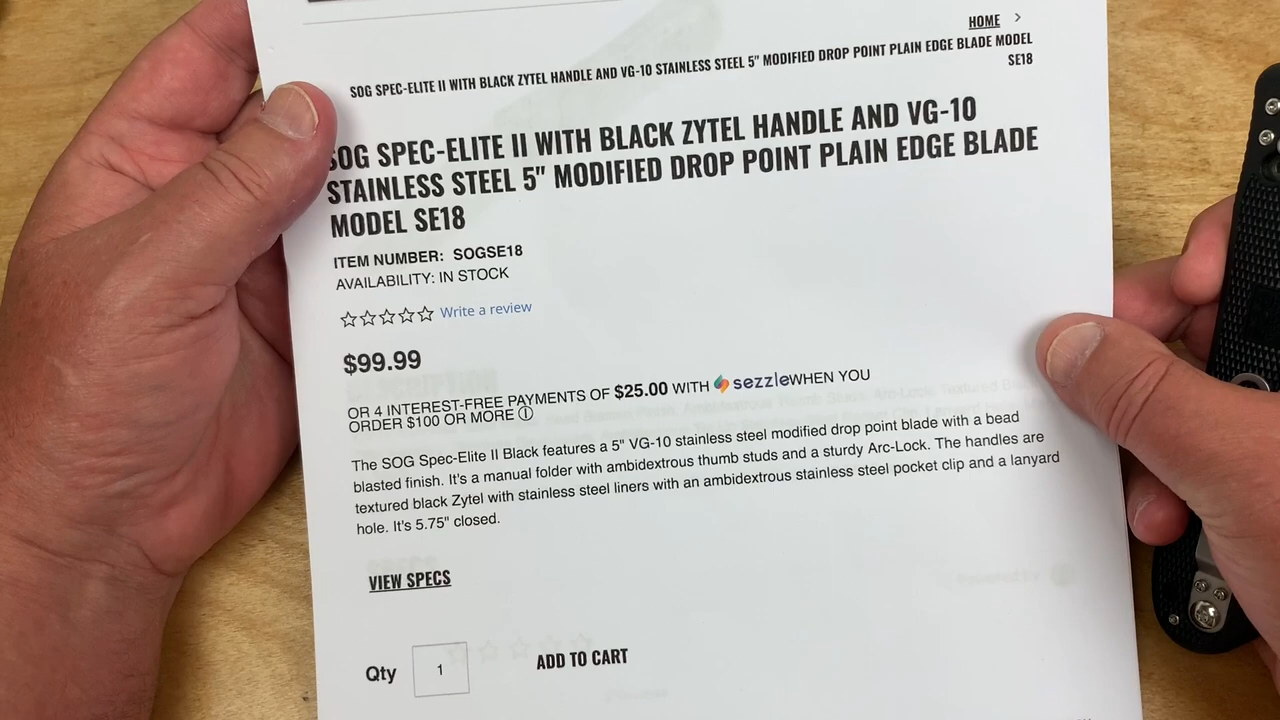 HOME >
SOG SPEC-ELITE II WITH BLACK ZYTEL HANDLE AND VG-10 STAINLESS STEEL 5" MODIFIED DROP POINT PLAIN EDGE BLADE MODEL
SE18
SOG SPEC-ELITE II WITH BLACK ZYTEL HANDLE AND VG-10
STAINLESS STEEL 5" MODIFIED DROP POINT PLAIN EDGE BLADE
MODEL SE18
ITEM NUMBER: SOGSE18
AVAILABILITY: IN STOCK
Write a review
$99.99
OR 4 INTEREST-FREE PAYMENTS OF $25.00 WITH sezzle WHEN YOU
ORDER $100 OR MORE ⓘ
The SOG Spec-Elite II Black features a 5" VG-10 stainless steel modified drop point blade with a bead
blasted finish. It's a manual folder with ambidextrous thumb studs and a sturdy Arc-Lock. The handles are
textured black Zytel with stainless steel liners with an ambidextrous stainless steel pocket clip and a lanyard
hole. It's 5.75" closed.
VIEW SPECS
Qty 1 ADD TO CART